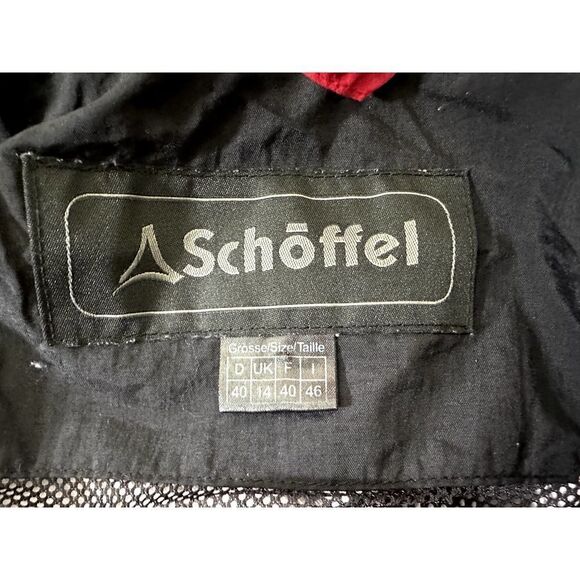 Schöffel
Grösse/Size/Taille
D UK F I
40 14 40 46